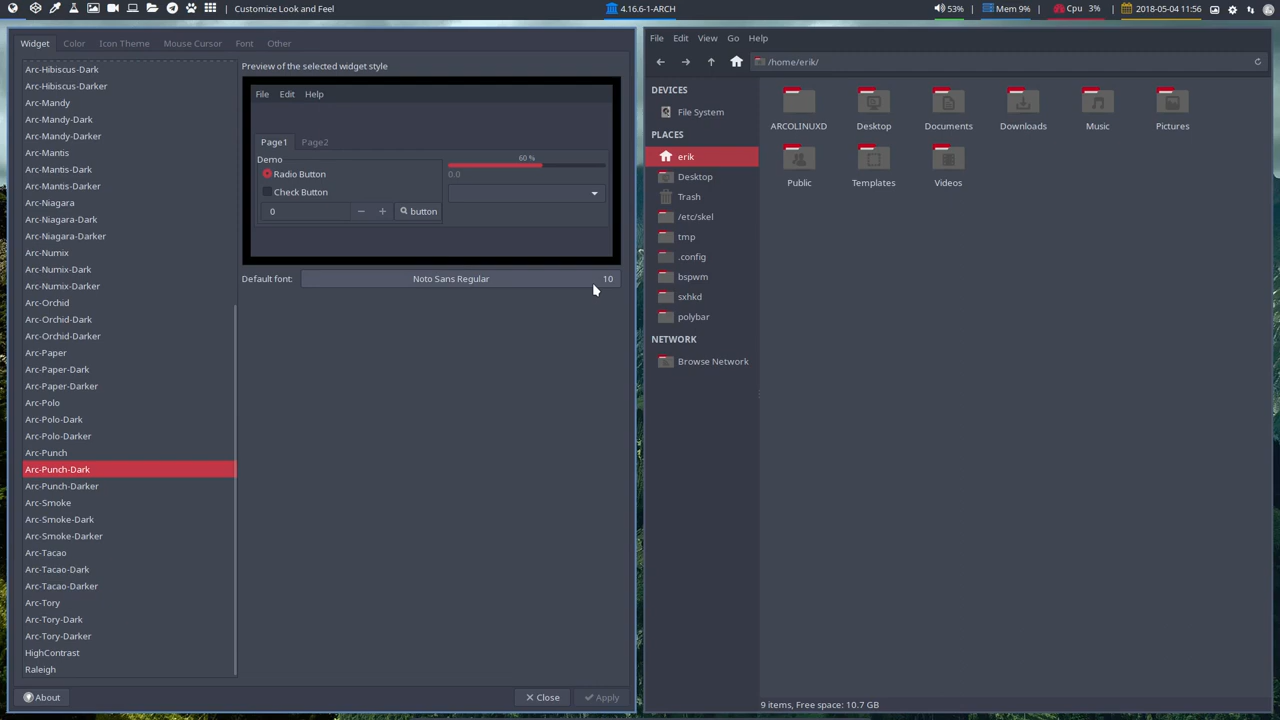 Customize Look and Feel
4.16.6-1-ARCH
53%
Mem 9%
Cpu 3%
2018-05-04 11:56
Widget
Color
Icon Theme
Mouse Cursor
Font
Other
Arc-Hibiscus-Dark
Arc-Hibiscus-Darker
Arc-Mandy
Arc-Mandy-Dark
Arc-Mandy-Darker
Arc-Mantis
Arc-Mantis-Dark
Arc-Mantis-Darker
Arc-Niagara
Arc-Niagara-Dark
Arc-Niagara-Darker
Arc-Numix
Arc-Numix-Dark
Arc-Numix-Darker
Arc-Orchid
Arc-Orchid-Dark
Arc-Orchid-Darker
Arc-Paper
Arc-Paper-Dark
Arc-Paper-Darker
Arc-Polo
Arc-Polo-Dark
Arc-Polo-Darker
Arc-Punch
Arc-Punch-Dark
Arc-Punch-Darker
Arc-Smoke
Arc-Smoke-Dark
Arc-Smoke-Darker
Arc-Tacao
Arc-Tacao-Dark
Arc-Tacao-Darker
Arc-Tory
Arc-Tory-Dark
Arc-Tory-Darker
HighContrast
Raleigh
Preview of the selected widget style
File Edit Help
Page1 Page2
Demo
Radio Button
Check Button
0
button
60 %
0.0
Default font:
Noto Sans Regular 10
About
Close
Apply
File Edit View Go Help
/home/erik/
DEVICES
File System
PLACES
erik
Desktop
Trash
/etc/skel
tmp
.config
bspwm
sxhkd
polybar
NETWORK
Browse Network
ARCOLINUXD
Desktop
Documents
Downloads
Music
Pictures
Public
Templates
Videos
9 items, Free space: 10.7 GB